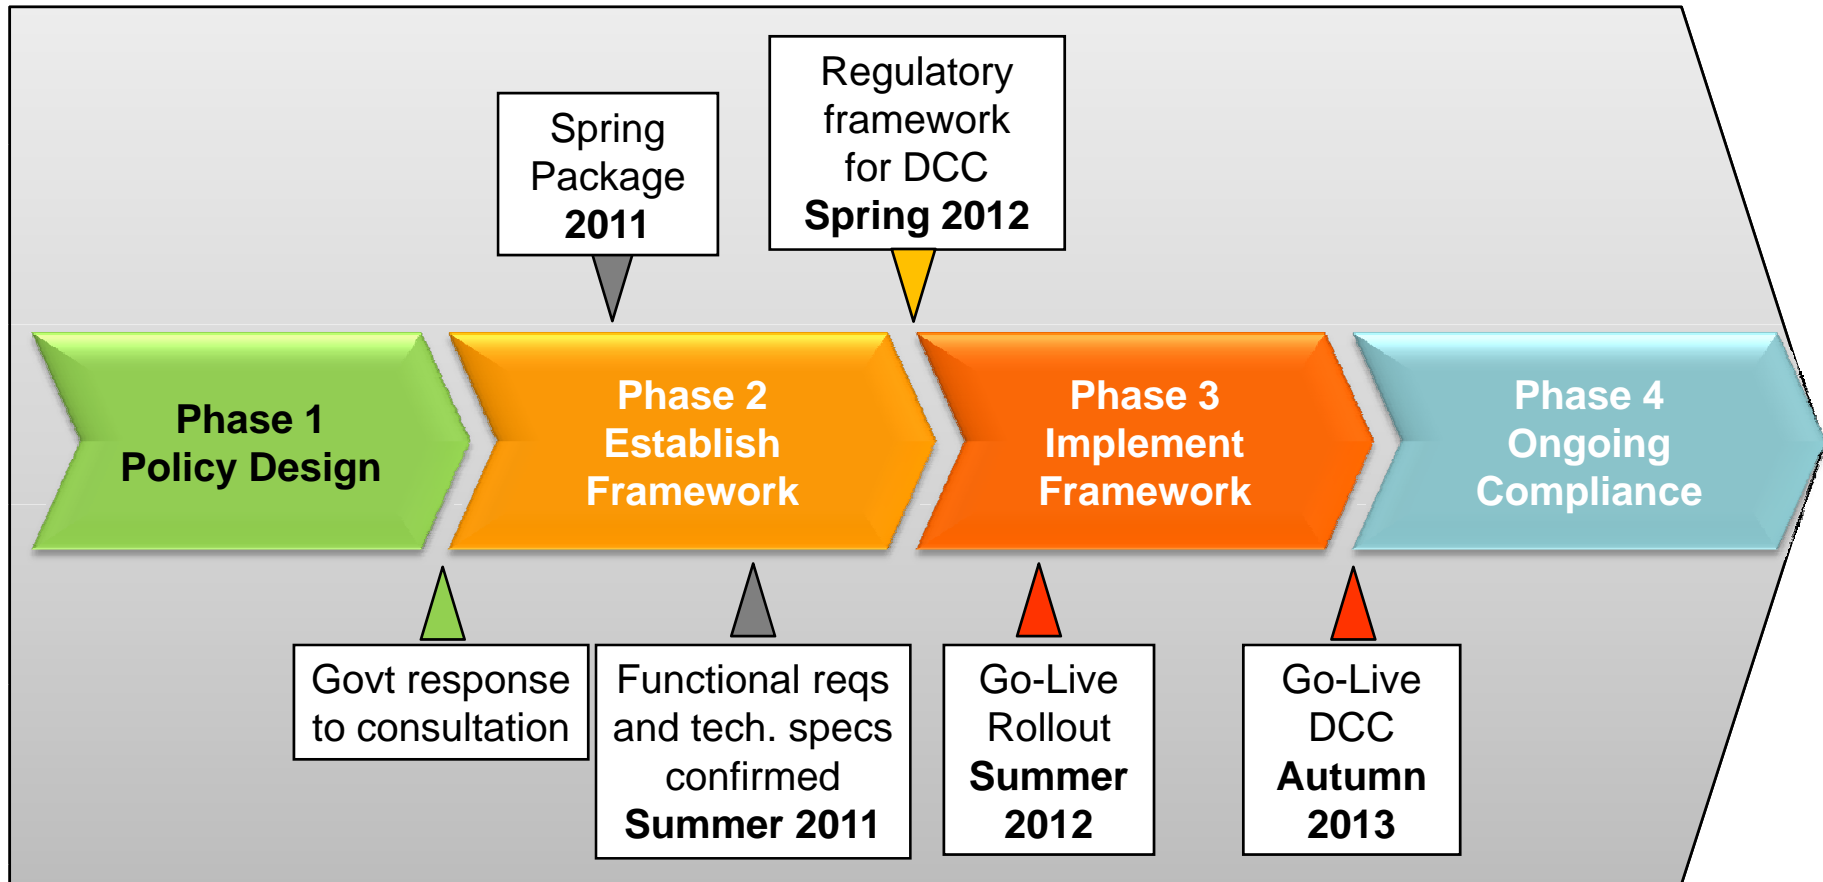 Spring
Package
2011
Regulatory
framework
for DCC
Spring 2012
Phase 1
Policy Design
Phase 2
Establish
Framework
Phase 3
Implement
Framework
Phase 4
Ongoing
Compliance
Govt response
to consultation
Functional reqs
and tech. specs
confirmed
Summer 2011
Go-Live
Rollout
Summer
2012
Go-Live
DCC
Autumn
2013